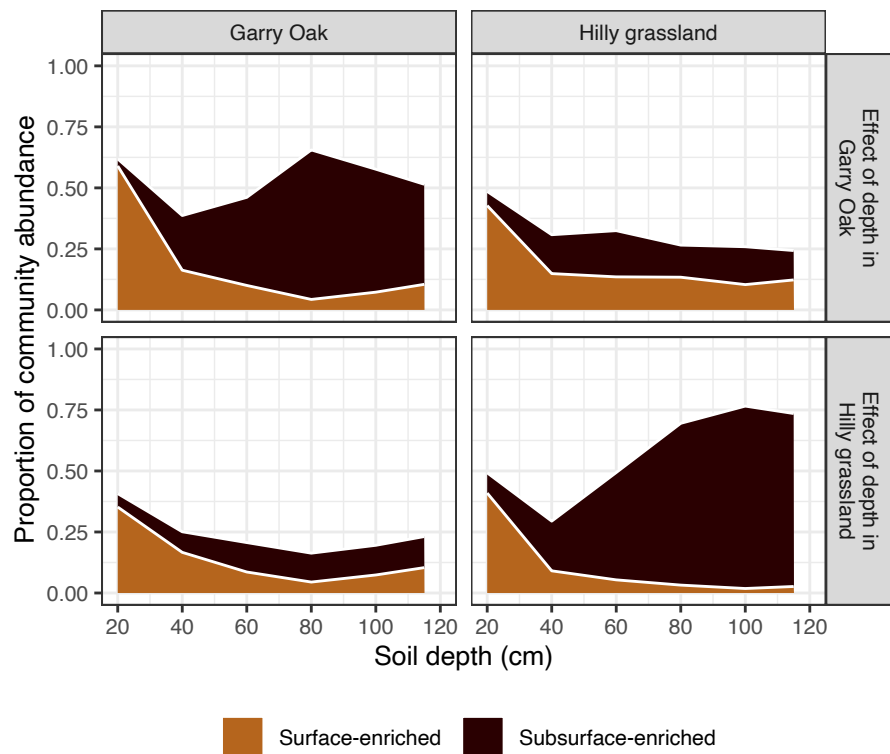 Garry Oak
Hilly grassland
Proportion of community abundance
1.00
0.75
0.50
0.25
0.00
Effect of depth in
Garry Oak
1.00
0.75
0.50
0.25
0.00
Effect of depth in
Hilly grassland
20 40 60 80 100 120
20 40 60 80 100 120
Soil depth (cm)
Surface-enriched
Subsurface-enriched